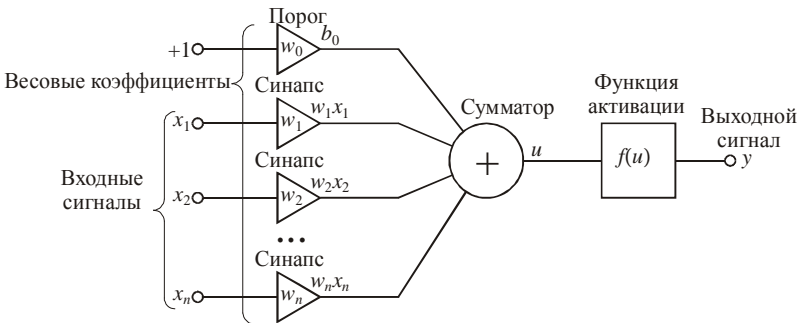 Порог
+1 w₀ b₀
Весовые коэффициенты
Синапс
x₁ w₁ w₁x₁
Синапс
x₂ w₂ w₂x₂
...
Синапс
xₙ wₙ wₙxₙ
Входные
сигналы
Сумматор
+
u
Функция
активации
f(u)
Выходной
сигнал
y